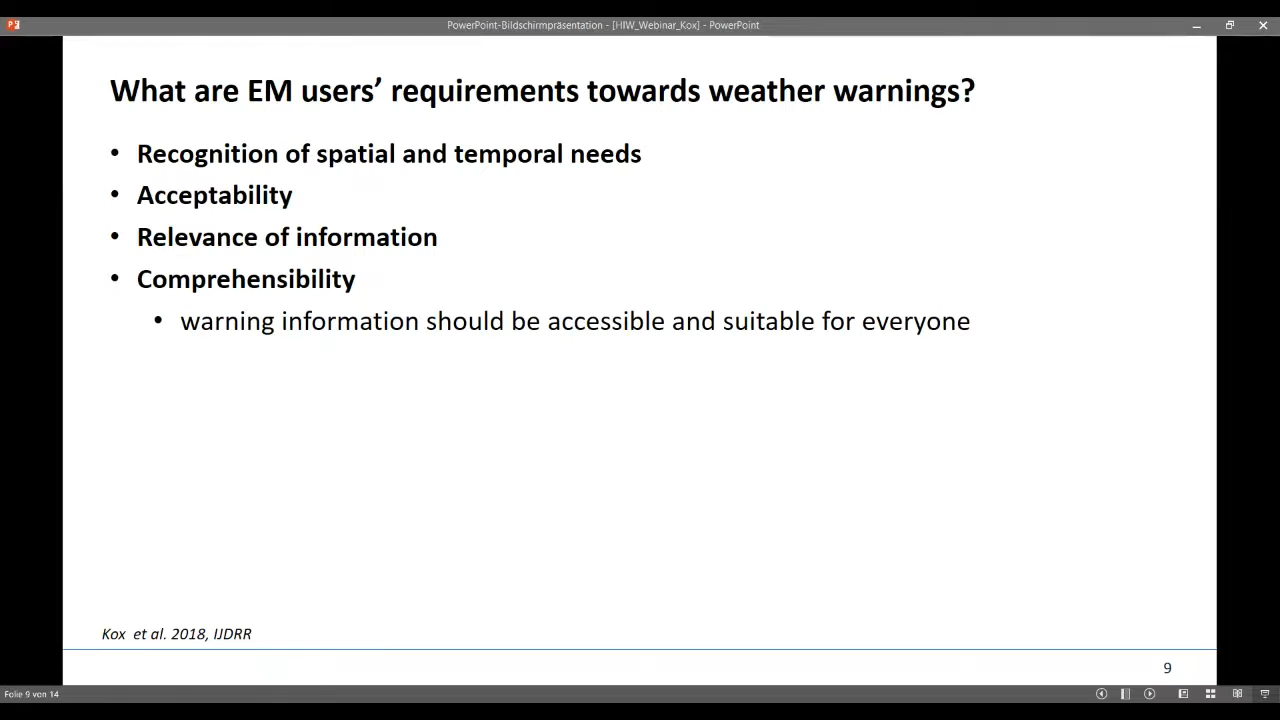 PowerPoint-Bildschirmpräsentation - [HIW_Webinar_Kox] - PowerPoint
What are EM users’ requirements towards weather warnings?
• Recognition of spatial and temporal needs
• Acceptability
• Relevance of information
• Comprehensibility
• warning information should be accessible and suitable for everyone
Kox et al. 2018, IJDRR
9
Folie 9 von 14